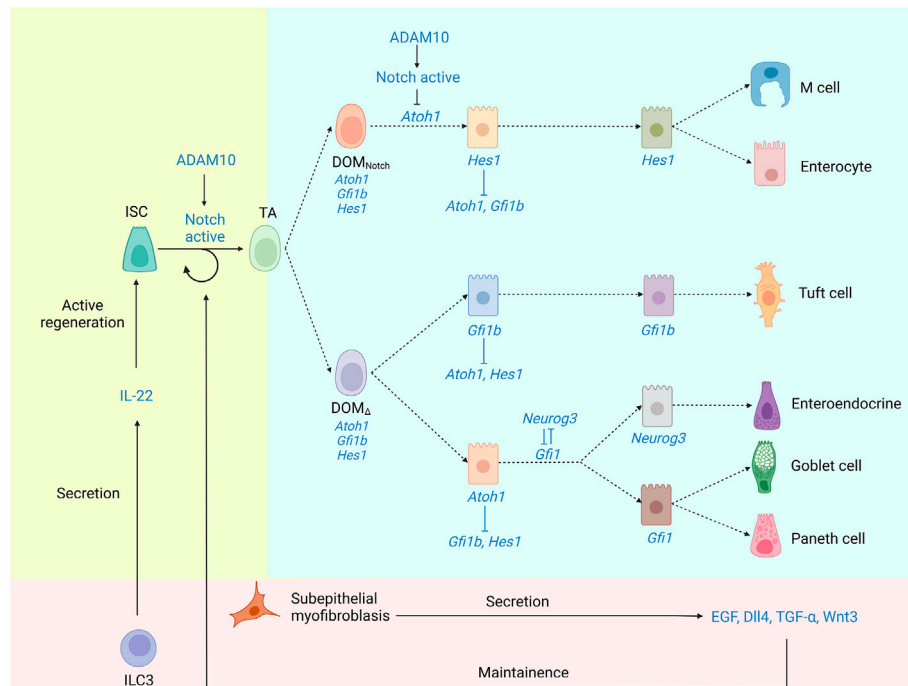 ADAM10
Notch active
Atoh1
M cell
Enterocyte
DOM_Notch
Atoh1
Gfi1b
Hes1
Hes1
Atoh1, Gfi1b
Hes1
ADAM10
ISC
Notch
active
TA
Active
regeneration
IL-22
Secretion
Gfi1b
Atoh1, Hes1
Gfi1b
Tuft cell
DOM_Δ
Atoh1
Gfi1b
Hes1
Neurog3
Gfi1
Neurog3
Enteroendocrine
Goblet cell
Atoh1
Gfi1b, Hes1
Gfi1
Paneth cell
Subepithelial
myofibroblasis
Secretion
EGF, Dll4, TGF-α, Wnt3
ILC3
Maintainence